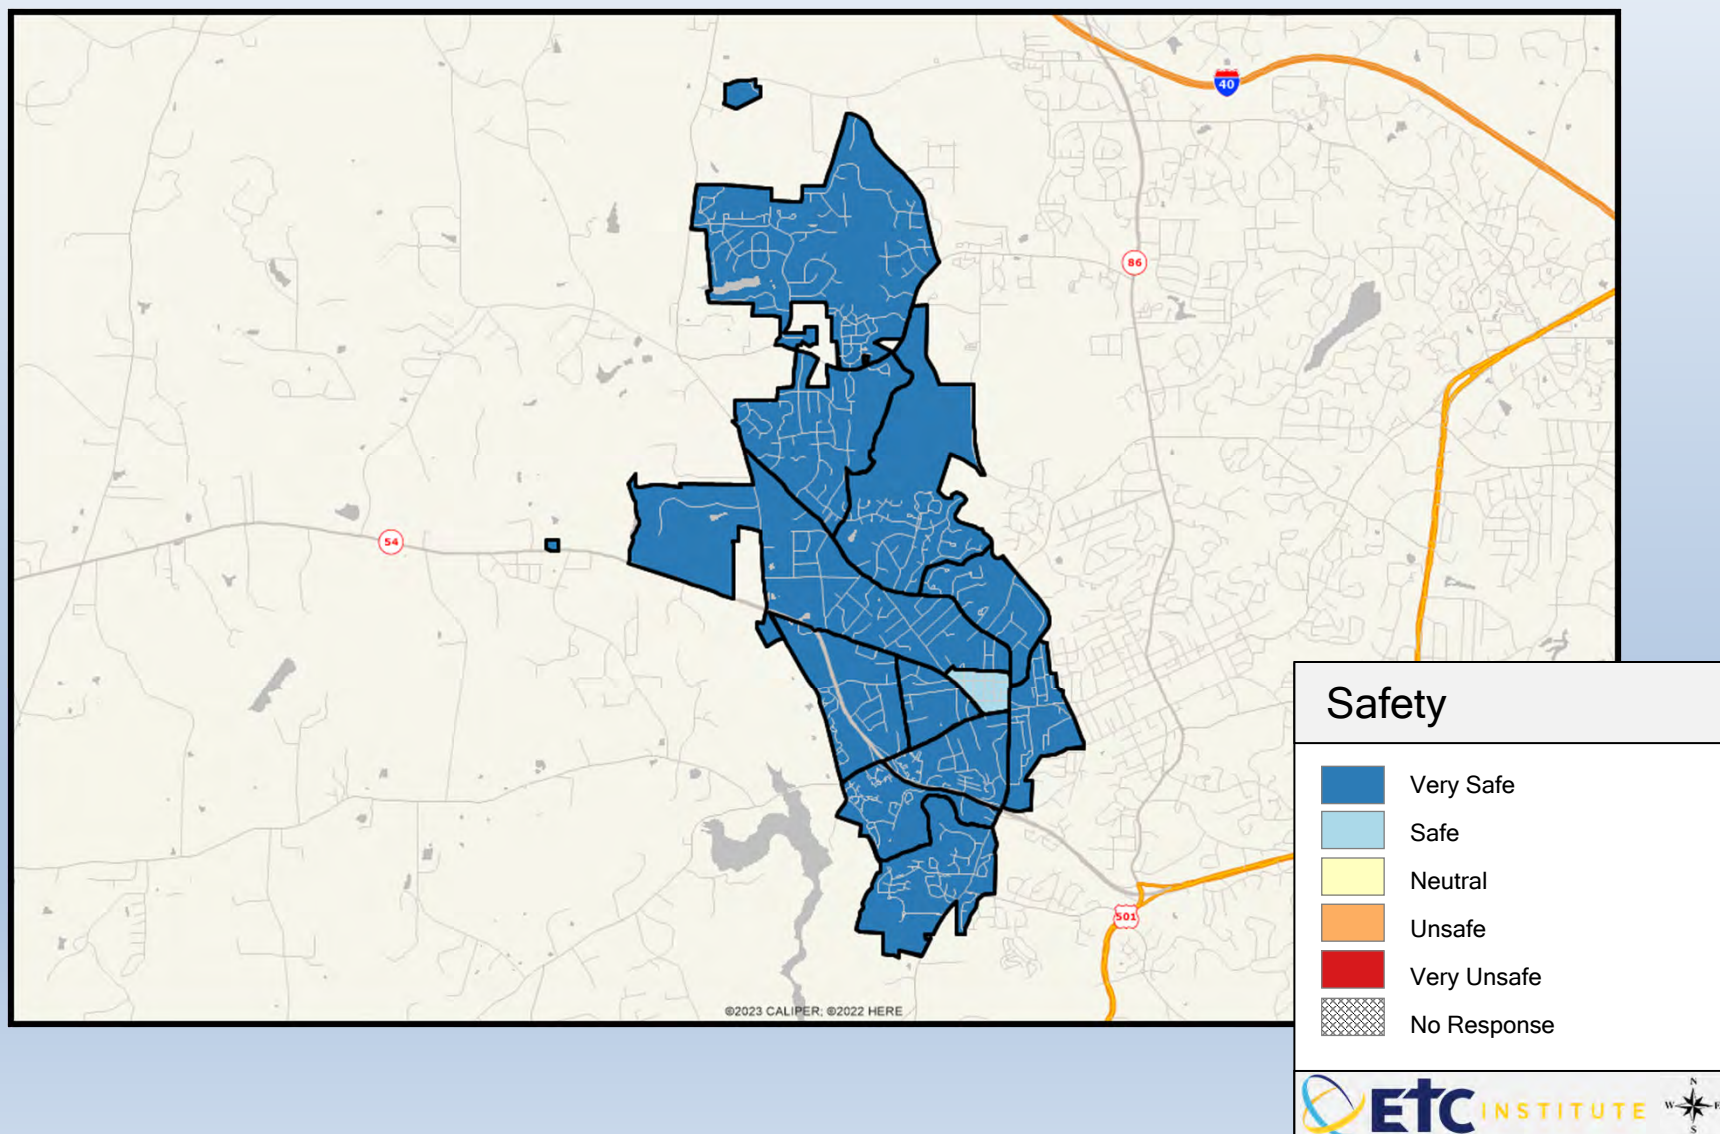 40
86
54
501
©2023 CALIPER; ©2022 HERE
Safety
Very Safe
Safe
Neutral
Unsafe
Very Unsafe
No Response
ETC INSTITUTE
N
W E
S